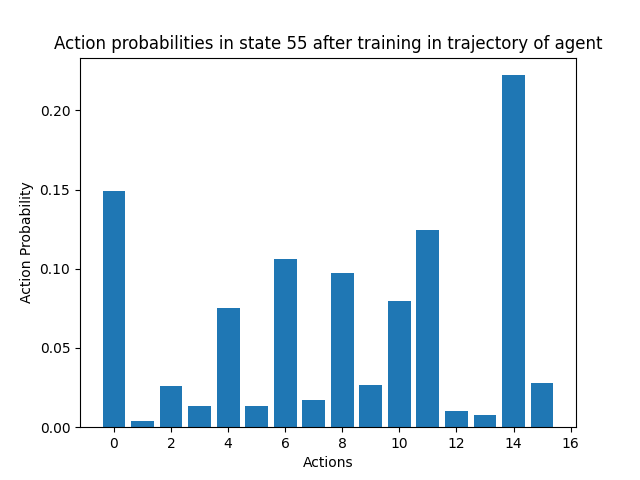 Action probabilities in state 55 after training in trajectory of agent
0.20
0.15
0.10
0.05
0.00
Action Probability
0 2 4 6 8 10 12 14 16
Actions